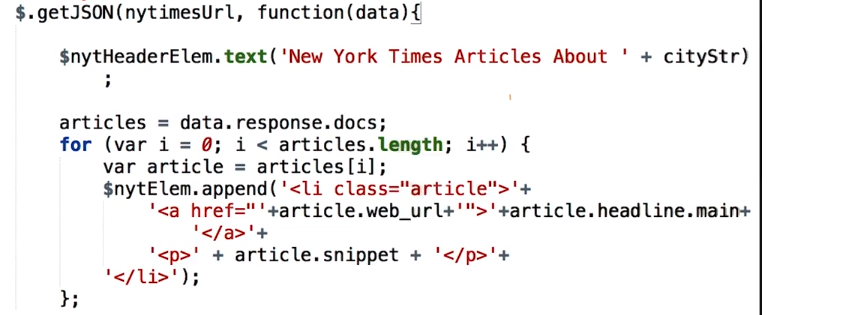 $.getJSON(nytimesUrl, function(data){
$nytHeaderElem.text('New York Times Articles About ' + cityStr)
;
articles = data.response.docs;
for (var i = 0; i < articles.length; i++) {
var article = articles[i];
$nytElem.append('<li class="article">'+
'<a href="'+article.web_url+'">'+article.headline.main+
'</a>'+
'<p>' + article.snippet + '</p>'+
'</li>');
};